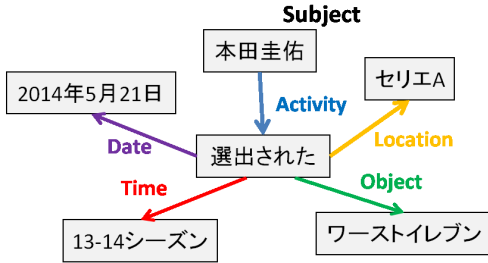 Subject
本田圭佑
セリエA
2014年5月21日
Activity
Location
Date
選出された
Time
Object
13-14シーズン
ワーストイレブン